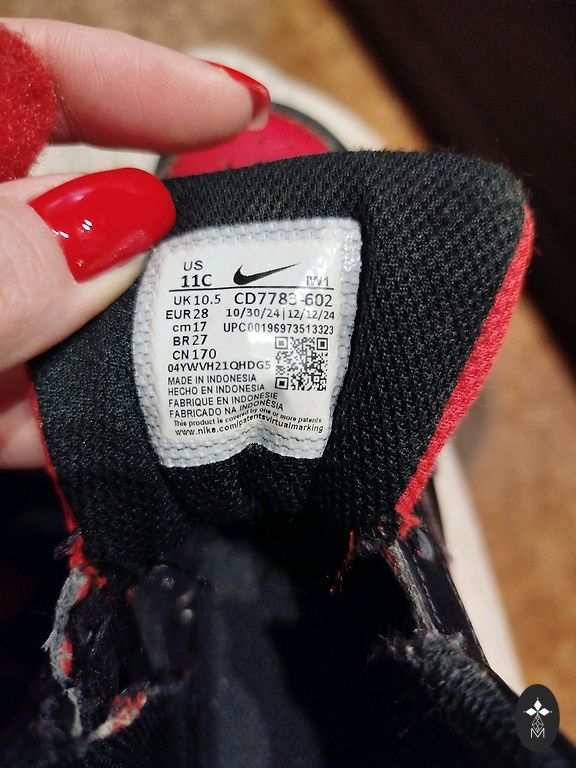 US
11C IW1
UK 10.5 CD7783-602
EUR 28 10/30/24 | 12/12/24
cm 17 UPC00196973513323
BR 27
CN 170
04YWVH21QHDG5
MADE IN INDONESIA
HECHO EN INDONESIA
FABRIQUE EN INDONESIE
FABRICADO NA INDONESIA
This product is covered by one or more patents
www.nike.com/patentsvirtualmarking
M